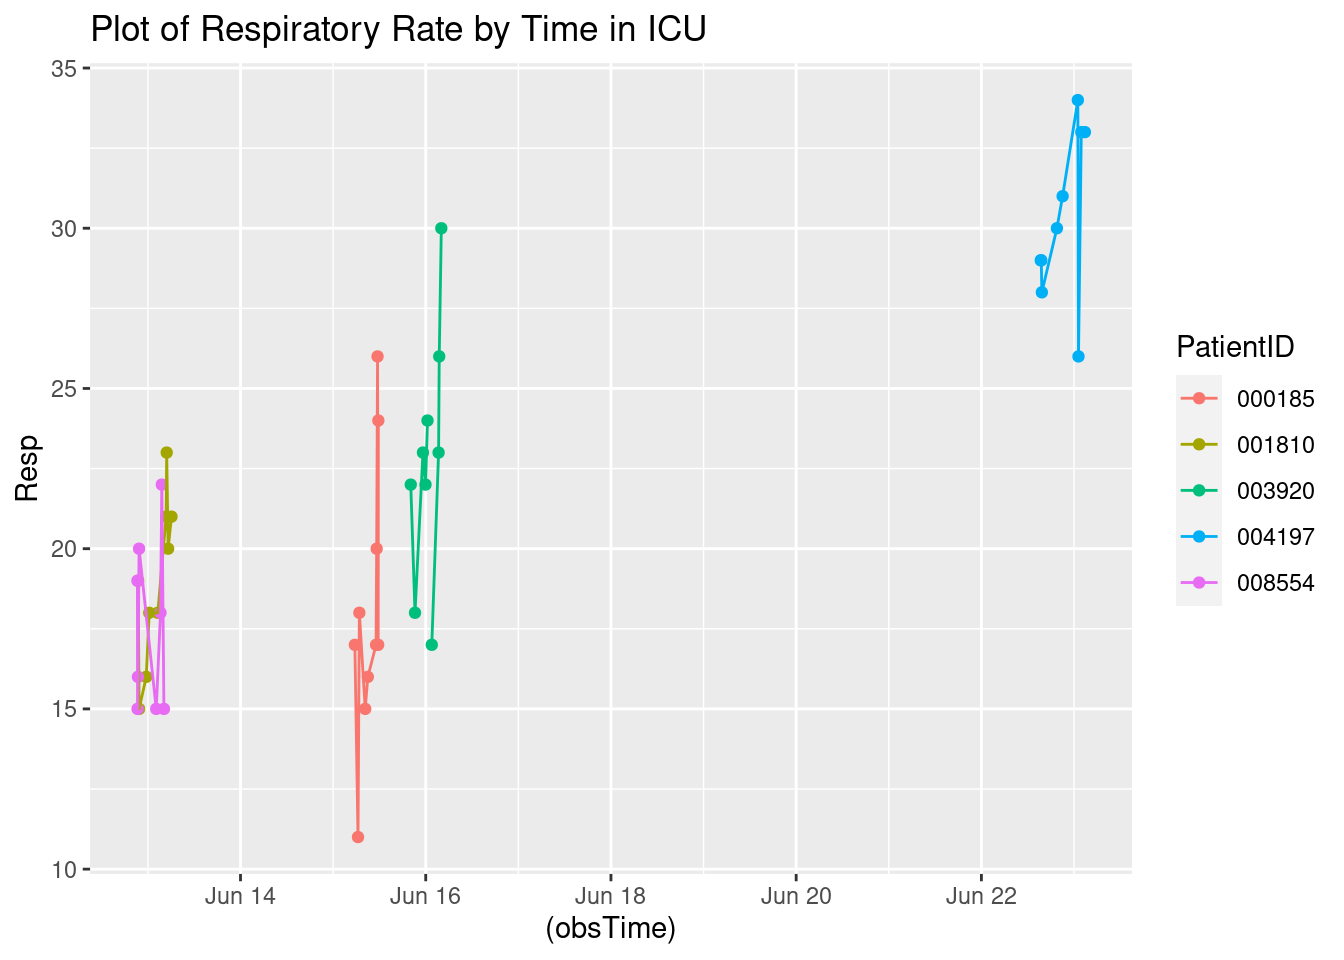 Plot of Respiratory Rate by Time in ICU
35
30
25
20
15
10
Resp
Jun 14
Jun 16
Jun 18
Jun 20
Jun 22
(obsTime)
PatientID
000185
001810
003920
004197
008554